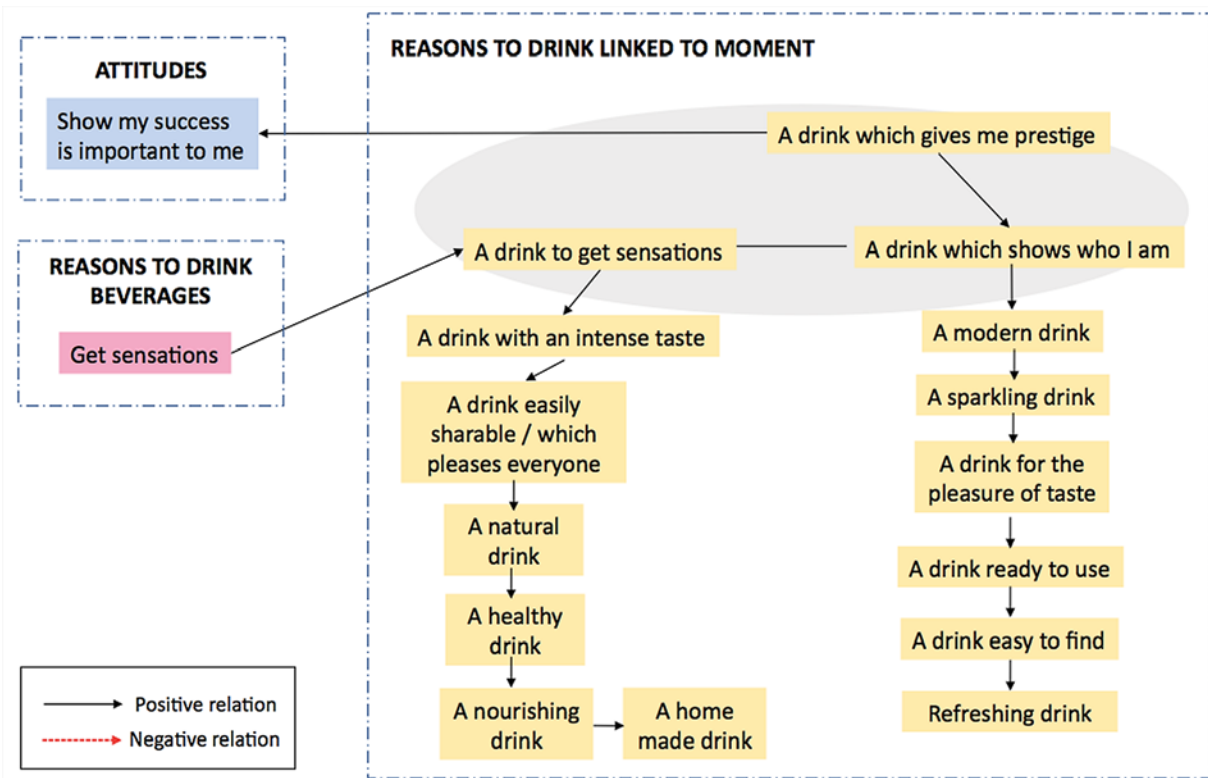 ATTITUDES
Show my success
is important to me
REASONS TO DRINK
BEVERAGES
Get sensations
REASONS TO DRINK LINKED TO MOMENT
A drink which gives me prestige
A drink to get sensations
A drink which shows who I am
A drink with an intense taste
A drink easily
sharable / which
pleases everyone
A natural
drink
A healthy
drink
A nourishing
drink
A home
made drink
A modern drink
A sparkling drink
A drink for the
pleasure of taste
A drink ready to use
A drink easy to find
Refreshing drink
Positive relation
Negative relation